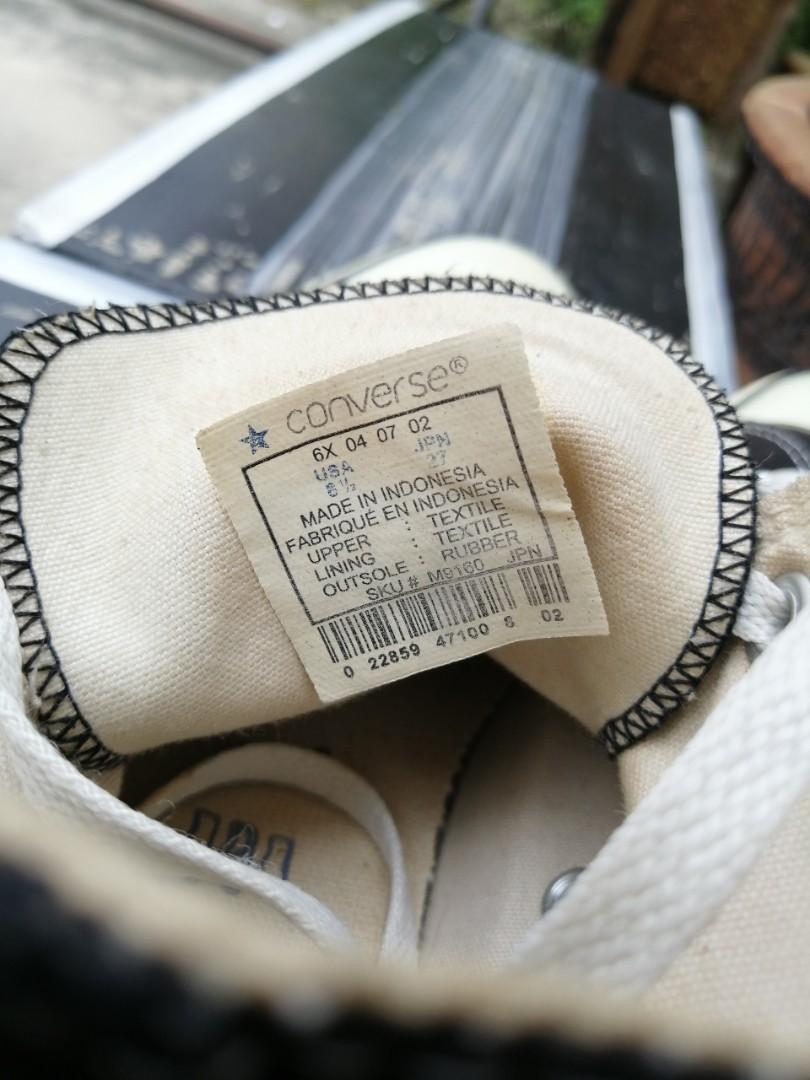 converse®
6X 04 07 02
USA JPN
8½ 27
MADE IN INDONESIA
FABRIQUÉ EN INDONESIA
UPPER : TEXTILE
LINING : TEXTILE
OUTSOLE : RUBBER
SKU # M9160 JPN
0 22859 47100 8 02